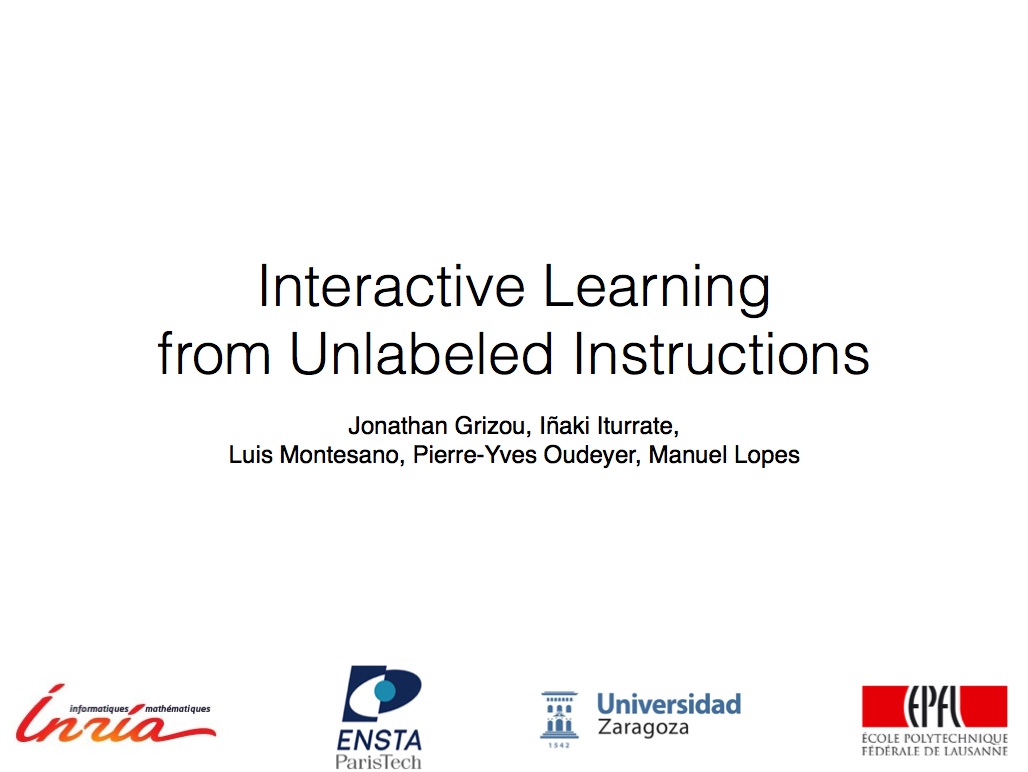 Interactive Learning
from Unlabeled Instructions
Jonathan Grizou, Iñaki Iturrate,
Luis Montesano, Pierre-Yves Oudeyer, Manuel Lopes
informatiques mathématiques
Inría
ENSTA
ParisTech
Universidad
Zaragoza
1542
EPFL
ÉCOLE POLYTECHNIQUE
FÉDÉRALE DE LAUSANNE